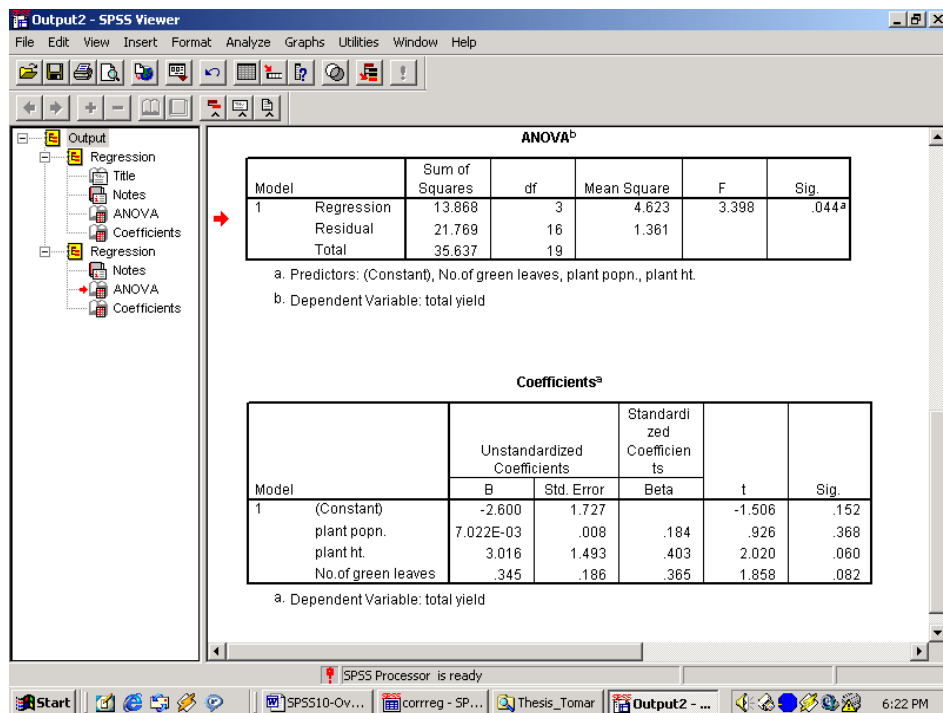 Output2 - SPSS Viewer
File Edit View Insert Format Analyze Graphs Utilities Window Help
Output
Regression
Title
Notes
ANOVA
Coefficients
Regression
Notes
ANOVA
Coefficients
ANOVAb
Model Sum of Squares df Mean Square F Sig.
1 Regression 13.868 3 4.623 3.398 .044a
Residual 21.769 16 1.361
Total 35.637 19
a. Predictors: (Constant), No.of green leaves, plant popn., plant ht.
b. Dependent Variable: total yield
Coefficientsa
Unstandardized Coefficients Standardi zed Coefficien ts
Model B Std. Error Beta t Sig.
1 (Constant) -2.600 1.727 -1.506 .152
plant popn. 7.022E-03 .008 .184 .926 .368
plant ht. 3.016 1.493 .403 2.020 .060
No.of green leaves .345 .186 .365 1.858 .082
a. Dependent Variable: total yield
SPSS Processor is ready
Start SPSS10-Ov... corrreg - SP... Thesis_Tomar Output2 - ... 6:22 PM